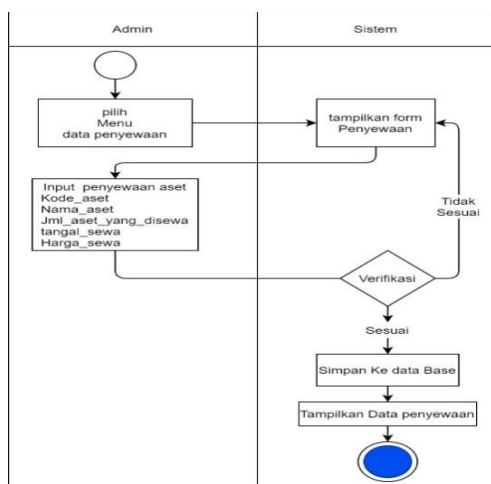 Admin
Sistem
pilih
Menu
data penyewaan
tampilkan form
Penyewaan
Input penyewaan aset
Kode_aset
Nama_aset
Jml_aset_yang_disewa
tangal_sewa
Harga_sewa
Tidak
Sesuai
Verifikasi
Sesuai
Simpan Ke data Base
Tampilkan Data penyewaan